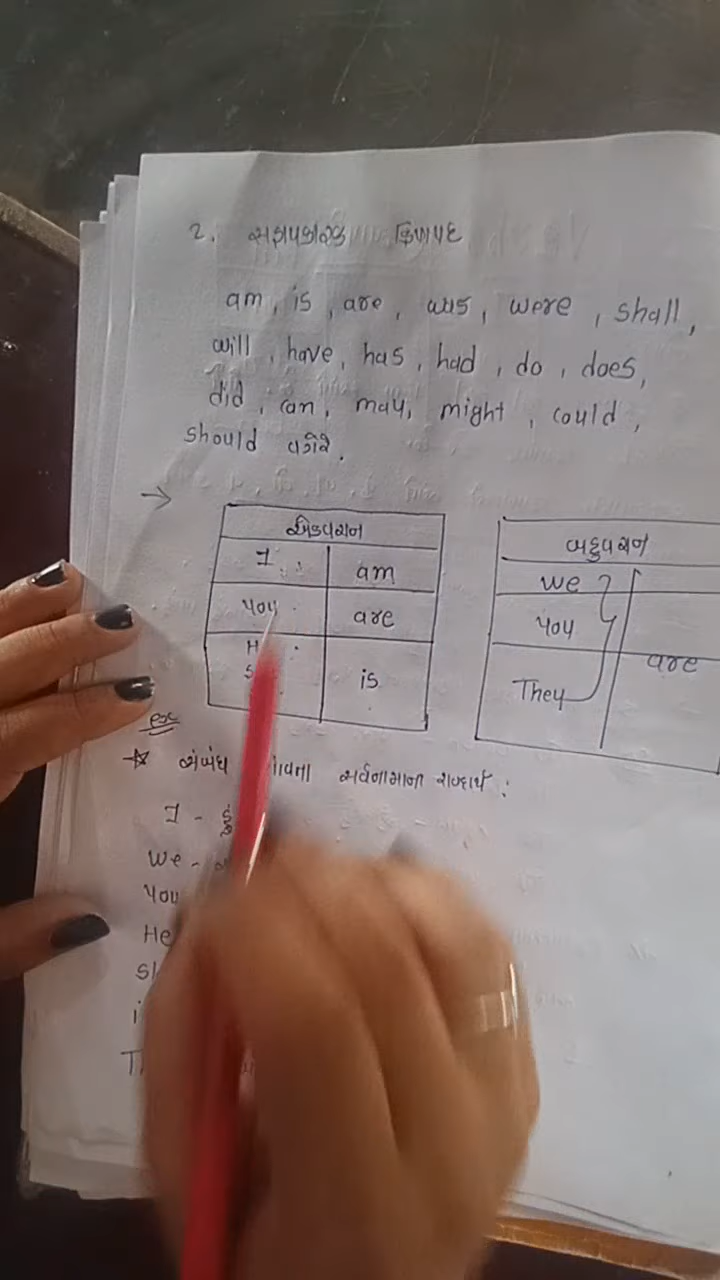 2. સહાયકારક ક્રિયાપદ
am, is, are, was, were, shall,
will, have, has, had, do, does,
did, can, may, might, could,
should વગેરે.
→
એકવચન
I am
you are
is
બહુવચન
we
you
They
are
ex
☆ સંબંધ સર્વનામોના શબ્દાર્થ :
I - હું
we -
you
He